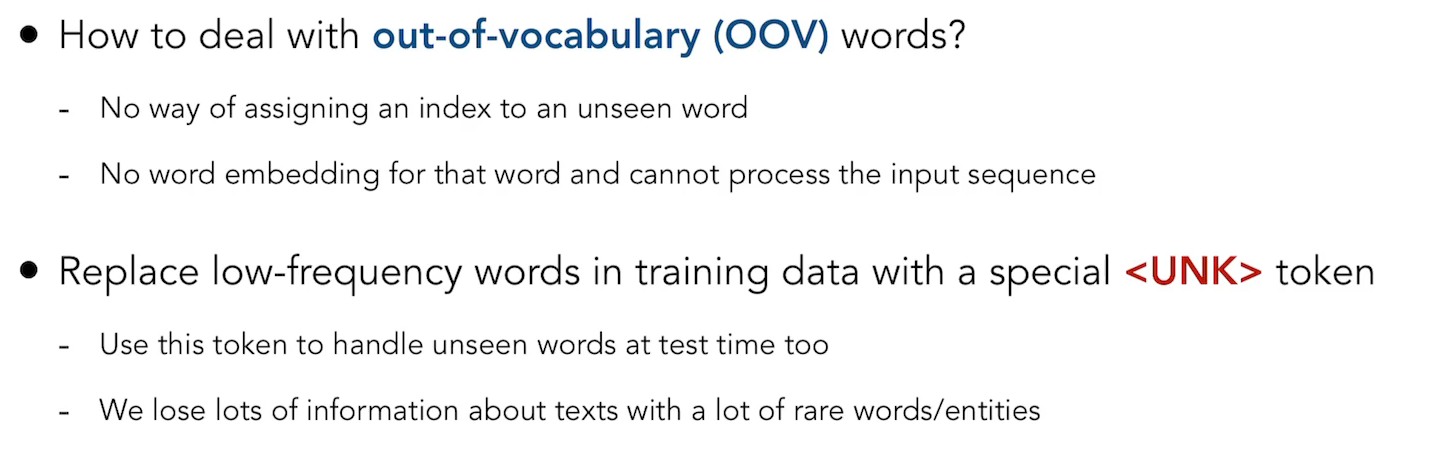 ● How to deal with out-of-vocabulary (OOV) words?
- No way of assigning an index to an unseen word
- No word embedding for that word and cannot process the input sequence
● Replace low-frequency words in training data with a special <UNK> token
- Use this token to handle unseen words at test time too
- We lose lots of information about texts with a lot of rare words/entities